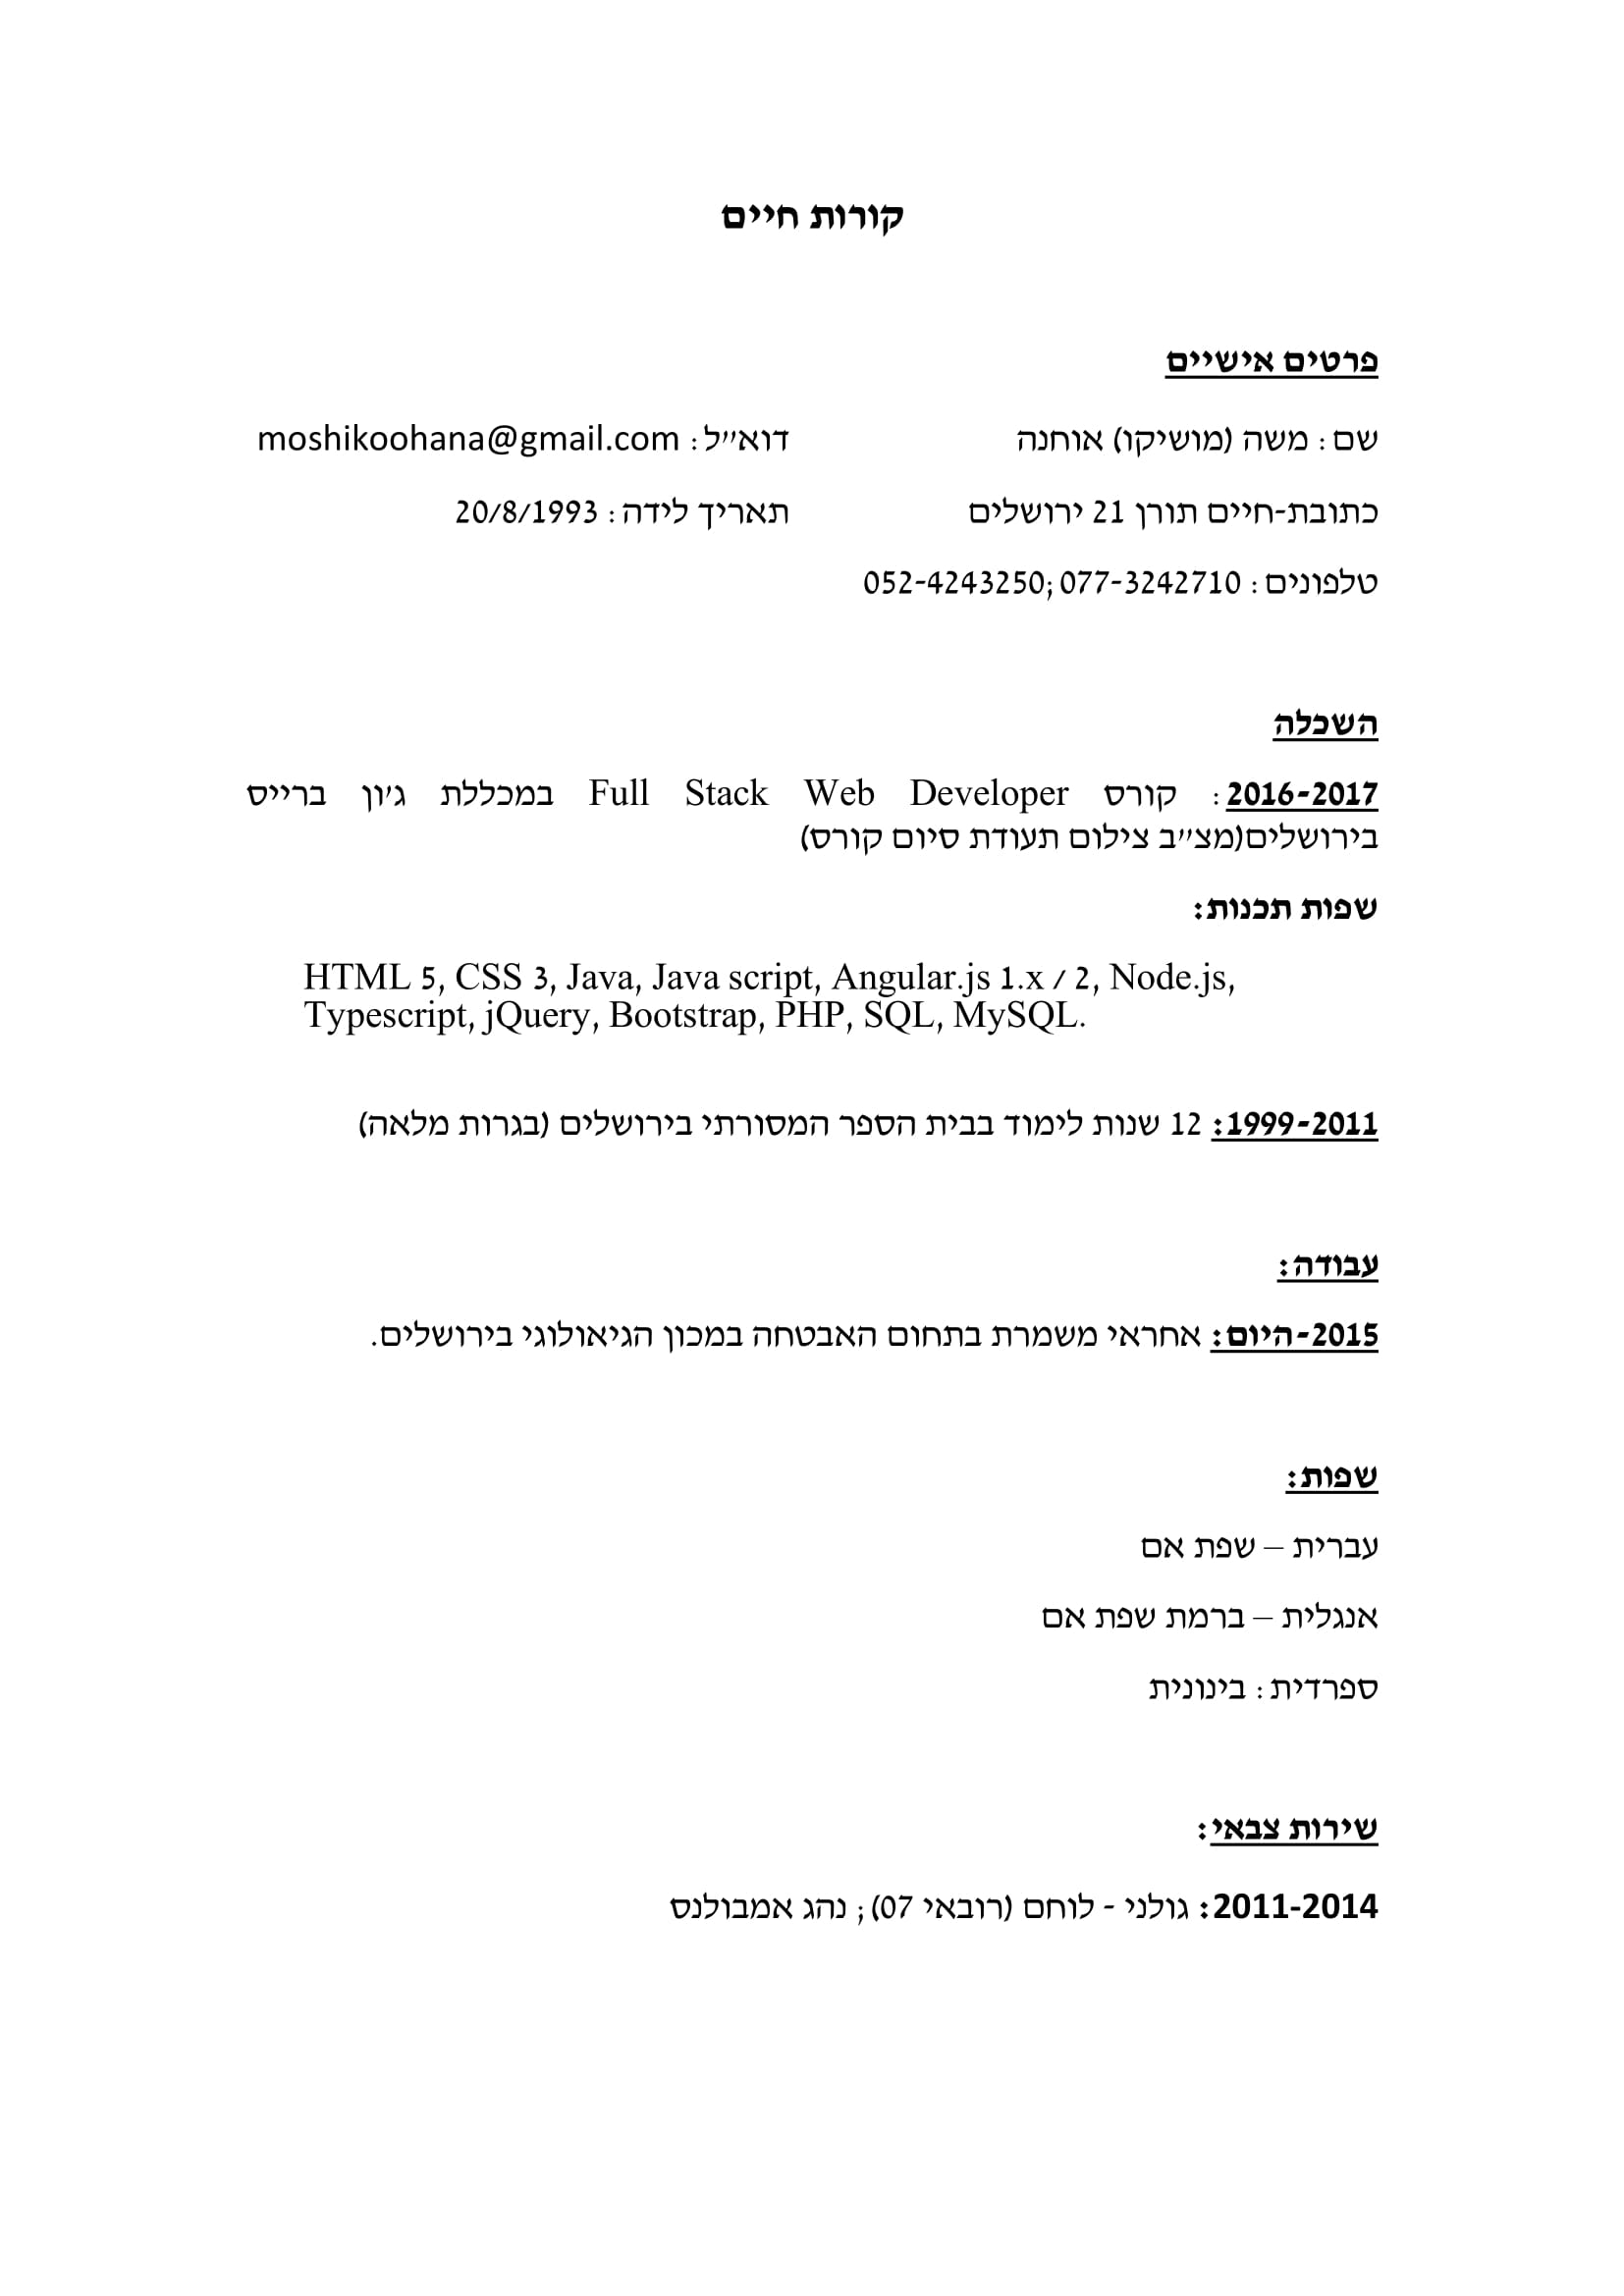 קורות חיים
פרטים אישיים
שם: משה (מושיקו) אוחנה דוא"ל: moshikoohana@gmail.com
כתובת-חיים תורן 21 ירושלים תאריך לידה: 20/8/1993
טלפונים: 077-3242710; 052-4243250
השכלה
2016-2017: קורס Full Stack Web Developer במכללת ג'ון ברייס
בירושלים(מצ"ב צילום תעודת סיום קורס)
שפות תכנות:
HTML 5, CSS 3, Java, Java script, Angular.js 1.x / 2, Node.js,
Typescript, jQuery, Bootstrap, PHP, SQL, MySQL.
1999-2011: 12 שנות לימוד בבית הספר המסורתי בירושלים (בגרות מלאה)
עבודה:
2015-היום: אחראי משמרת בתחום האבטחה במכון הגיאולוגי בירושלים.
שפות:
עברית – שפת אם
אנגלית – ברמת שפת אם
ספרדית: בינונית
שירות צבאי:
2011-2014: גולני - לוחם (רובאי 07); נהג אמבולנס